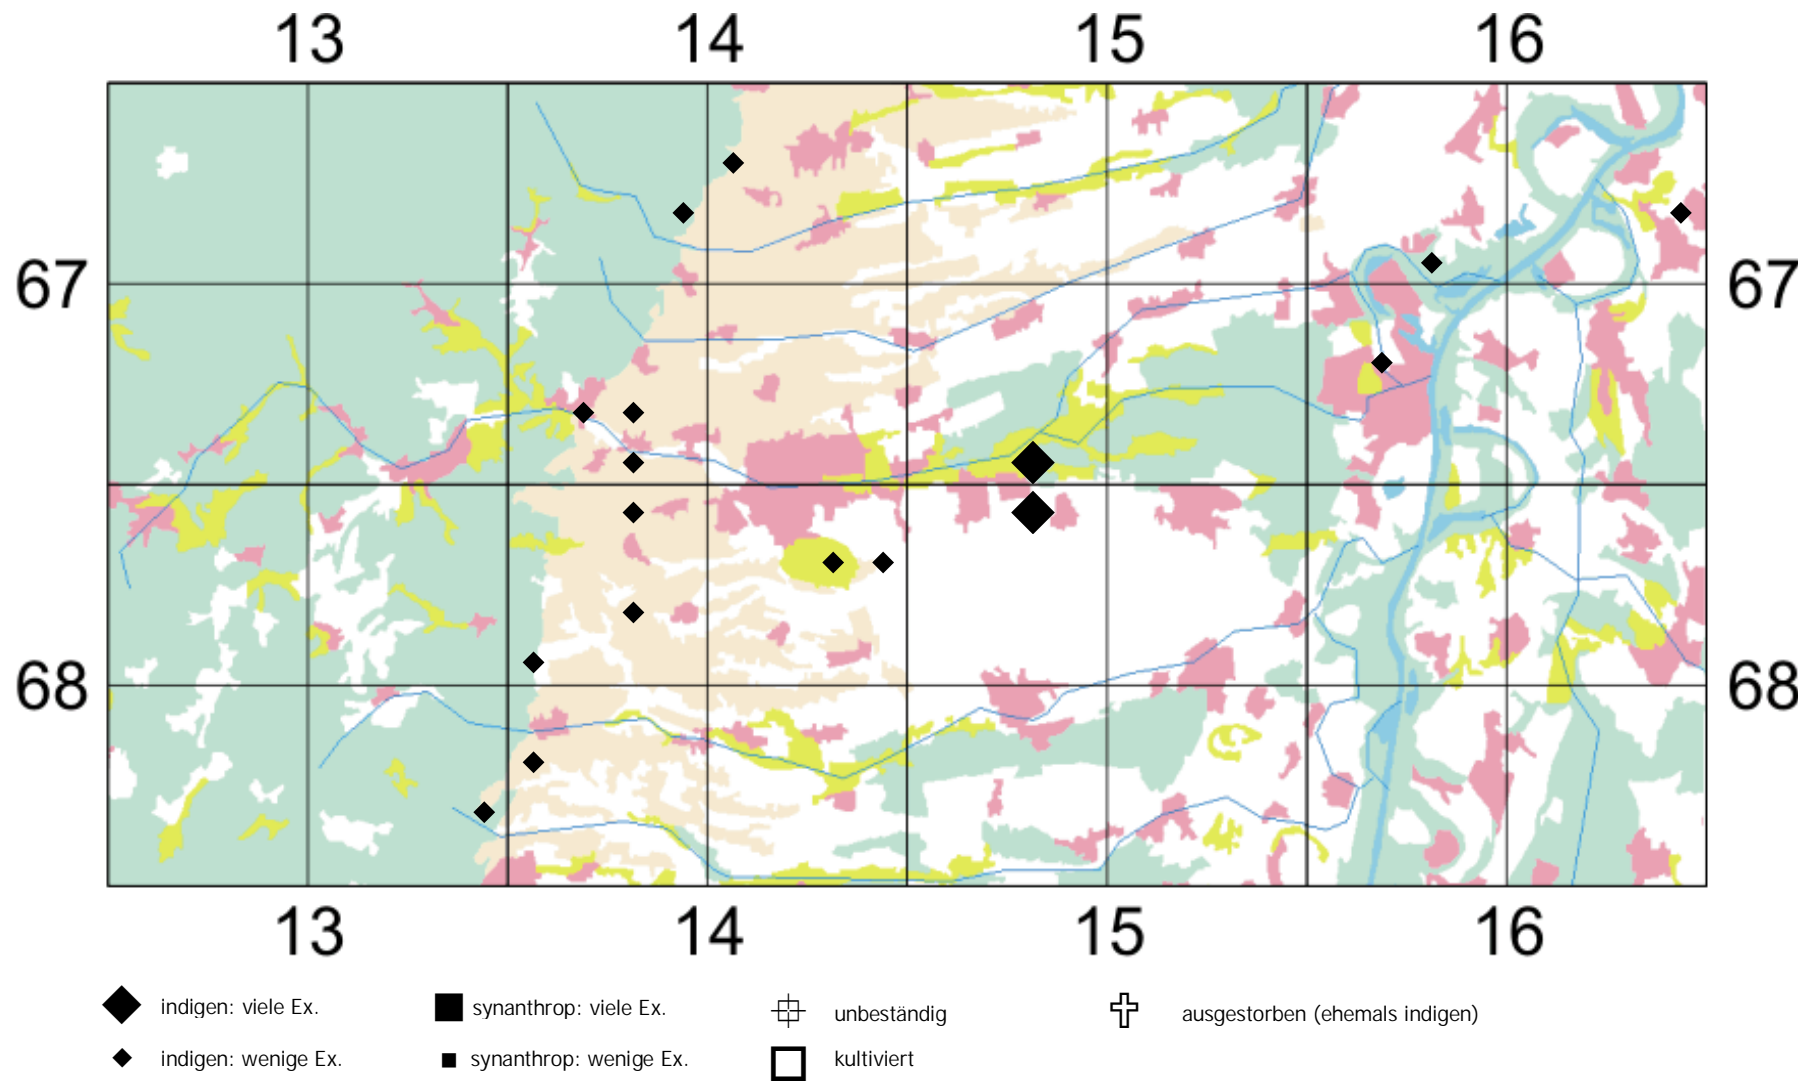 13 14 15 16
67 67
68 68
13 14 15 16
indigen: viele Ex. synanthrop: viele Ex. unbeständig ausgestorben (ehemals indigen)
indigen: wenige Ex. synanthrop: wenige Ex. kultiviert